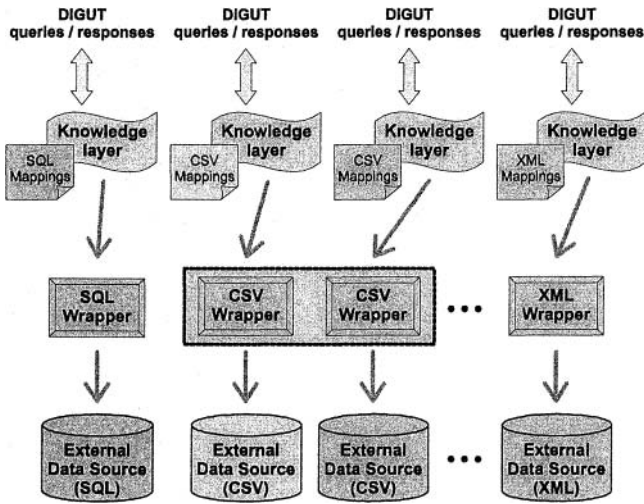 DIGUT
queries / responses
DIGUT
queries / responses
DIGUT
queries / responses
DIGUT
queries / responses
Knowledge
layer
SQL
Mappings
Knowledge
layer
CSV
Mappings
Knowledge
layer
CSV
Mappings
Knowledge
layer
XML
Mappings
SQL
Wrapper
CSV
Wrapper
CSV
Wrapper
•••
XML
Wrapper
External
Data Source
(SQL)
External
Data Source
(CSV)
External
Data Source
(CSV)
•••
External
Data Source
(XML)